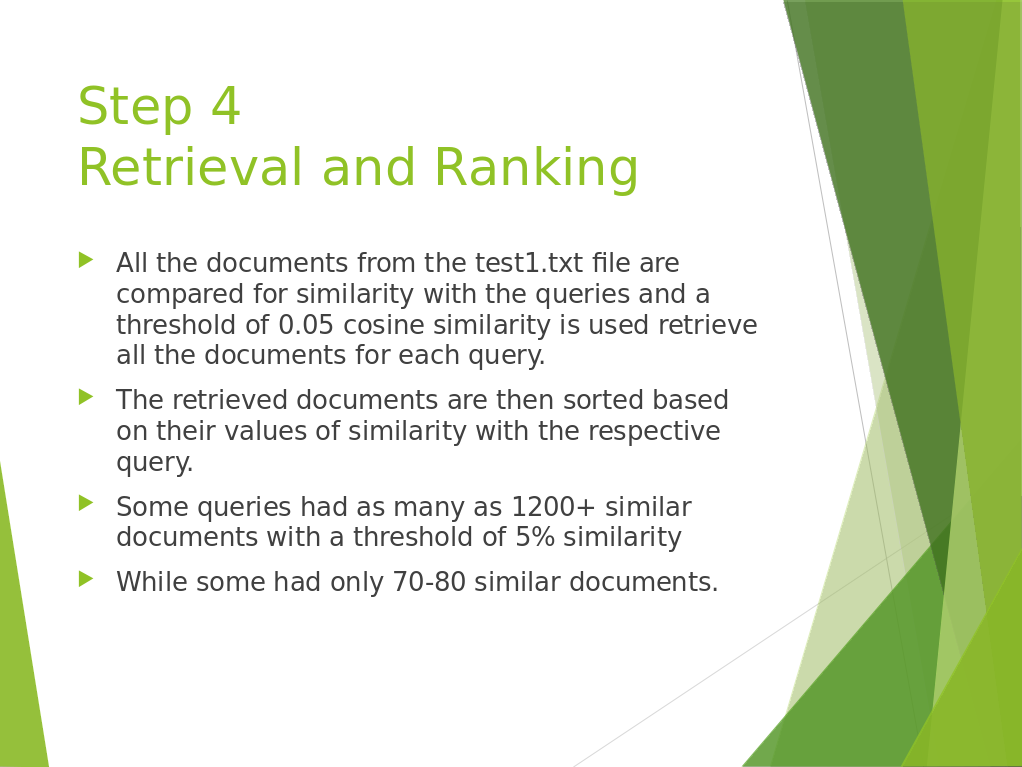 Step 4
Retrieval and Ranking
All the documents from the test1.txt file are
compared for similarity with the queries and a
threshold of 0.05 cosine similarity is used retrieve
all the documents for each query.
The retrieved documents are then sorted based
on their values of similarity with the respective
query.
Some queries had as many as 1200+ similar
documents with a threshold of 5% similarity
While some had only 70-80 similar documents.